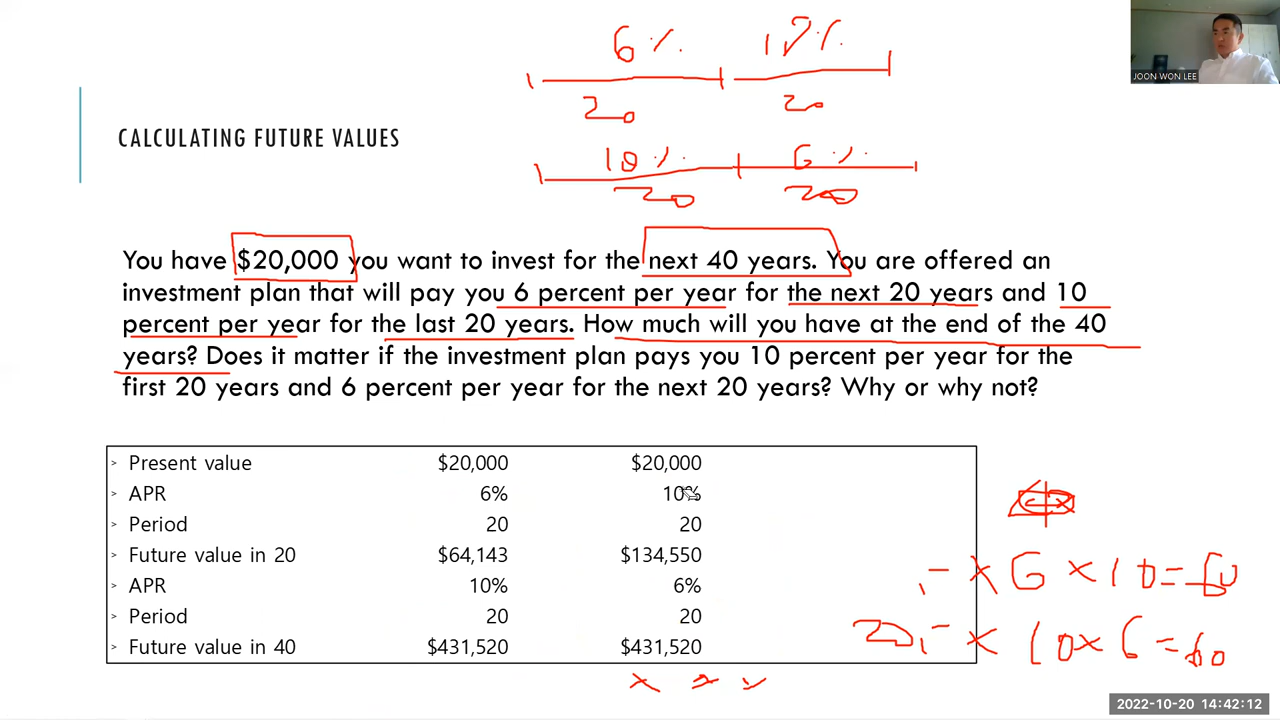 6% 10%
JOON WON LEE
20 20
CALCULATING FUTURE VALUES
10% 6%
20 20
You have $20,000 you want to invest for the next 40 years. You are offered an
investment plan that will pay you 6 percent per year for the next 20 years and 10
percent per year for the last 20 years. How much will you have at the end of the 40
years? Does it matter if the investment plan pays you 10 percent per year for the
first 20 years and 6 percent per year for the next 20 years? Why or why not?
> Present value $20,000 $20,000
> APR 6% 10%
> Period 20 20
> Future value in 20 $64,143 $134,550
> APR 10% 6%
> Period 20 20
> Future value in 40 $431,520 $431,520
x 6 x 10 = 60
20, x 10 x 6 = 60
2022-10-20 14:42:12